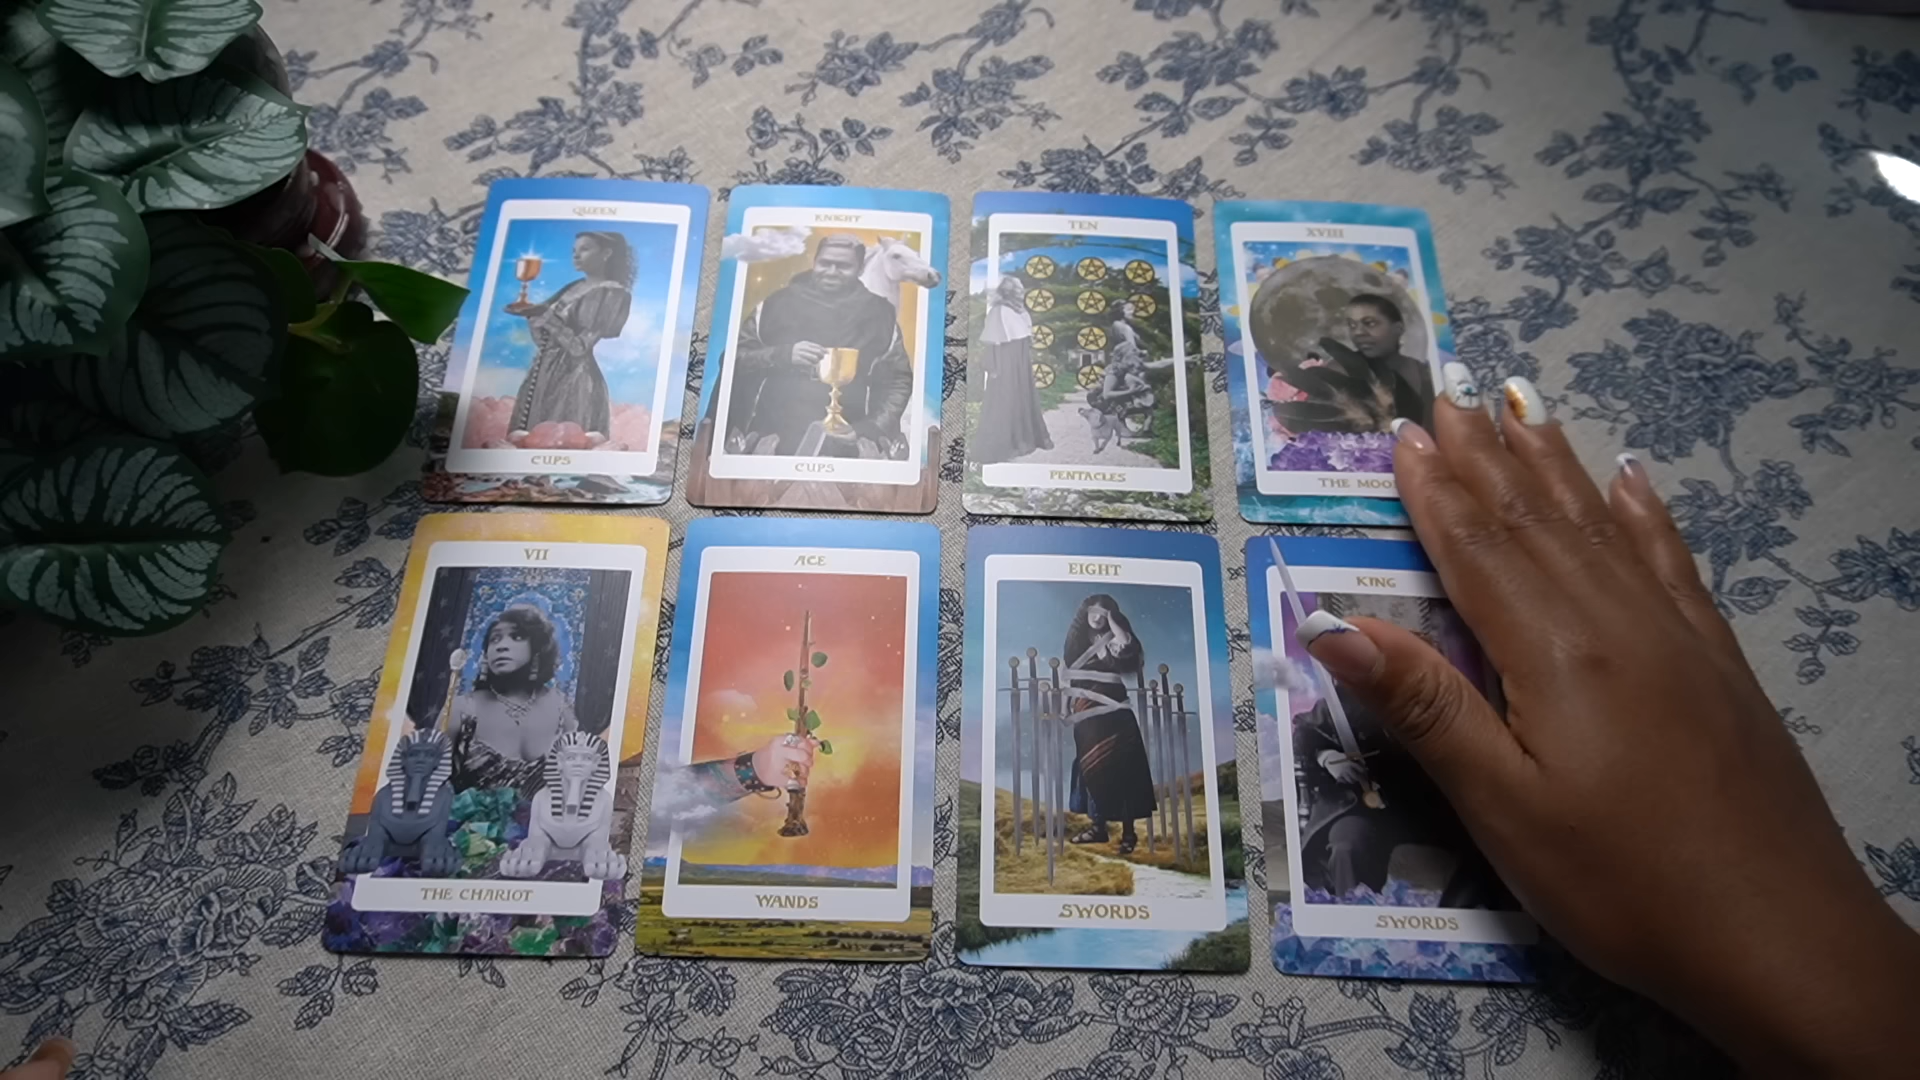 QUEEN
CUPS
KNIGHT
CUPS
TEN
PENTACLES
XVIII
THE MOON
VII
THE CHARIOT
ACE
WANDS
EIGHT
SWORDS
KING
SWORDS